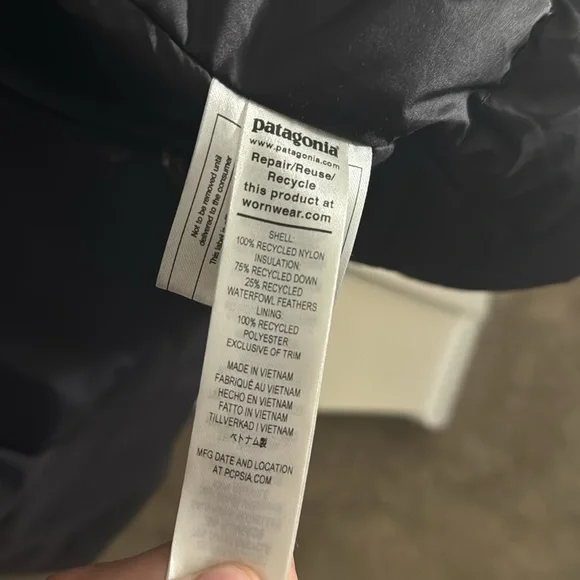 patagonia®
www.patagonia.com
Repair/Reuse/
Recycle
this product at
wornwear.com
SHELL:
100% RECYCLED NYLON
INSULATION:
75% RECYCLED DOWN
25% RECYCLED
WATERFOWL FEATHERS
LINING:
100% RECYCLED
POLYESTER
EXCLUSIVE OF TRIM
MADE IN VIETNAM
FABRIQUÉ AU VIETNAM
HECHO EN VIETNAM
FATTO IN VIETNAM
TILLVERKAD I VIETNAM
ベトナム製
MFG DATE AND LOCATION
AT PCPSIA.COM
Not to be removed until
delivered to the consumer
This label is